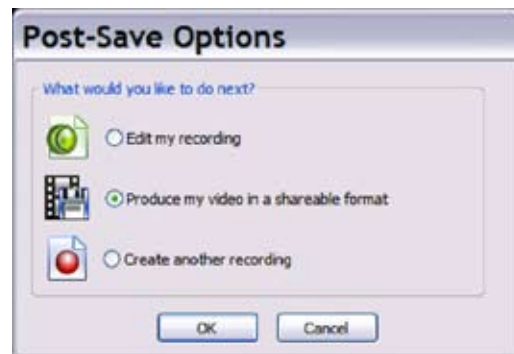 Post-Save Options
What would you like to do next?
Edit my recording
Produce my video in a shareable format
Create another recording
OK Cancel